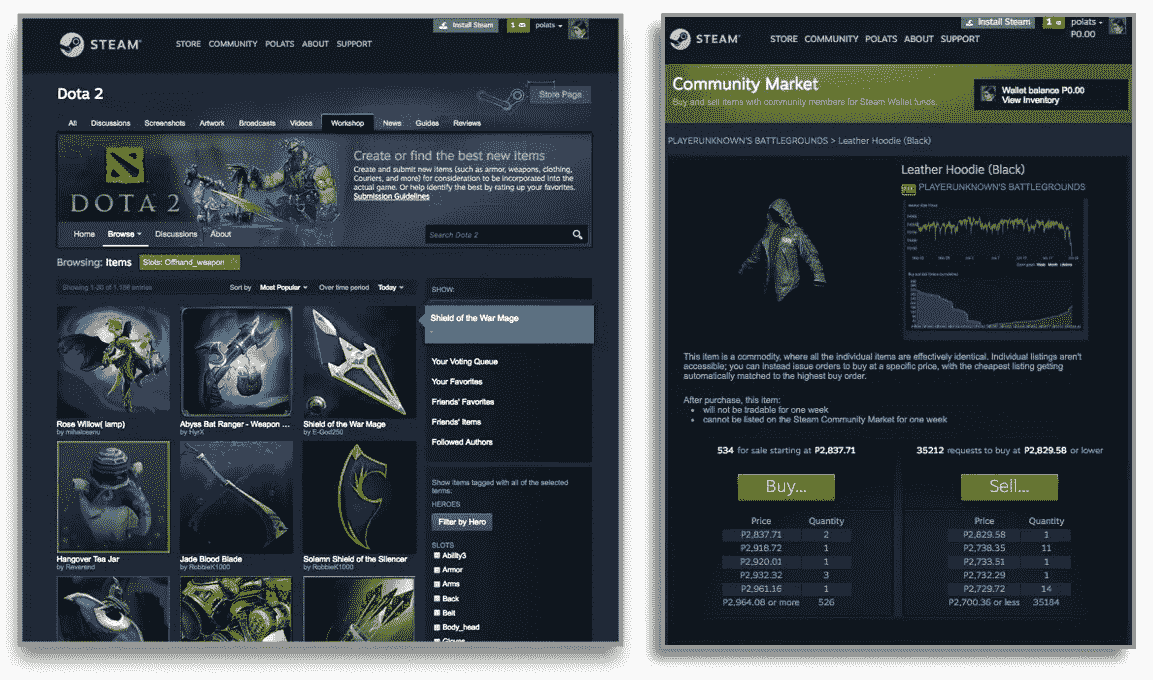 Install Steam
1
polats
STEAM
STORE COMMUNITY POLATS ABOUT SUPPORT
Dota 2
Store Page
All Discussions Screenshots Artwork Broadcasts Videos Workshop News Guides Reviews
Create or find the best new items
Create and submit new items (such as armor, weapons, clothing,
Couriers, and more) for consideration to be incorporated into the
actual game. Or help identify the best by rating up your favorites.
Submission Guidelines
DOTA 2
Home Browse Discussions About
Search Dota 2
Browsing: Items Slots: Offhand_weapon
Showing 1-30 of 1,186 entries
Sort by Most Popular Over time period Today
SHOW:
Shield of the War Mage
Your Voting Queue
Your Favorites
Friends' Favorites
Friends' Items
Followed Authors
Rose Willow( lamp)
by mihalceanu
Abyss Bat Ranger - Weapon ...
by HyrX
Shield of the War Mage
by E-God250
Hangover Tea Jar
by Reverend
Jade Blood Blade
by RobbieK1000
Solemn Shield of the Silencer
by RobbieK1000
Show items tagged with all of the selected
terms:
HEROES
Filter by Hero
SLOTS
Ability3
Armor
Arms
Back
Belt
Body_head
Gloves
Install Steam
1
polats
P0.00
STEAM
STORE COMMUNITY POLATS ABOUT SUPPORT
Community Market
Buy and sell items with community members for Steam Wallet funds.
Wallet balance P0.00
View Inventory
PLAYERUNKNOWN'S BATTLEGROUNDS > Leather Hoodie (Black)
Leather Hoodie (Black)
PLAYERUNKNOWN'S BATTLEGROUNDS
This item is a commodity, where all the individual items are effectively identical. Individual listings aren't
accessible; you can instead issue orders to buy at a specific price, with the cheapest listing getting
automatically matched to the highest buy order.
After purchase, this item:
• will not be tradable for one week
• cannot be listed on the Steam Community Market for one week
534 for sale starting at P2,837.71
Buy...
Price Quantity
P2,837.71 2
P2,918.72 1
P2,920.01 1
P2,932.32 3
P2,961.16 1
P2,964.08 or more 526
35212 requests to buy at P2,829.58 or lower
Sell...
Price Quantity
P2,829.58 1
P2,738.35 11
P2,733.51 1
P2,732.29 1
P2,729.72 14
P2,700.36 or less 35184